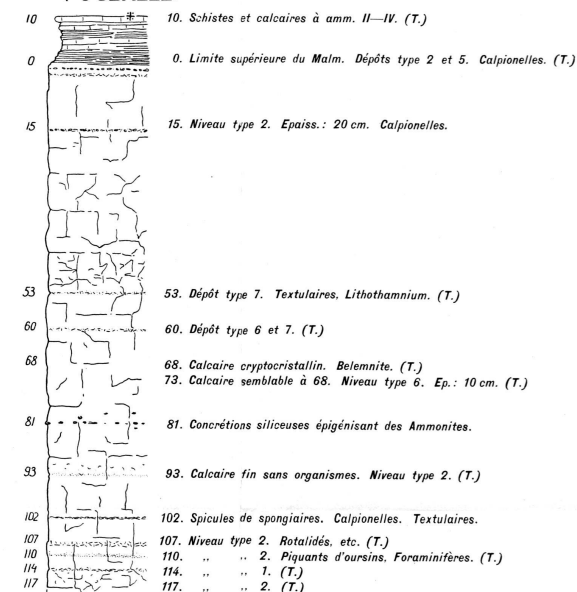 10 10. Schistes et calcaires à amm. II—IV. (T.)
0 0. Limite supérieure du Malm. Dépôts type 2 et 5. Calpionelles. (T.)
15 15. Niveau type 2. Epaiss.: 20 cm. Calpionelles.
53 53. Dépôt type 7. Textulaires, Lithothamnium. (T.)
60 60. Dépôt type 6 et 7. (T.)
68 68. Calcaire cryptocristallin. Belemnite. (T.)
73. Calcaire semblable à 68. Niveau type 6. Ep.: 10 cm. (T.)
81 81. Concrétions siliceuses épigénisant des Ammonites.
93 93. Calcaire fin sans organismes. Niveau type 2. (T.)
102 102. Spicules de spongiaires. Calpionelles. Textulaires.
107 107. Niveau type 2. Rotalidés, etc. (T.)
110 110. „ „ 2. Piquants d'oursins, Foraminifères. (T.)
114 114. „ „ 1. (T.)
117 117. „ „ 2. (T.)